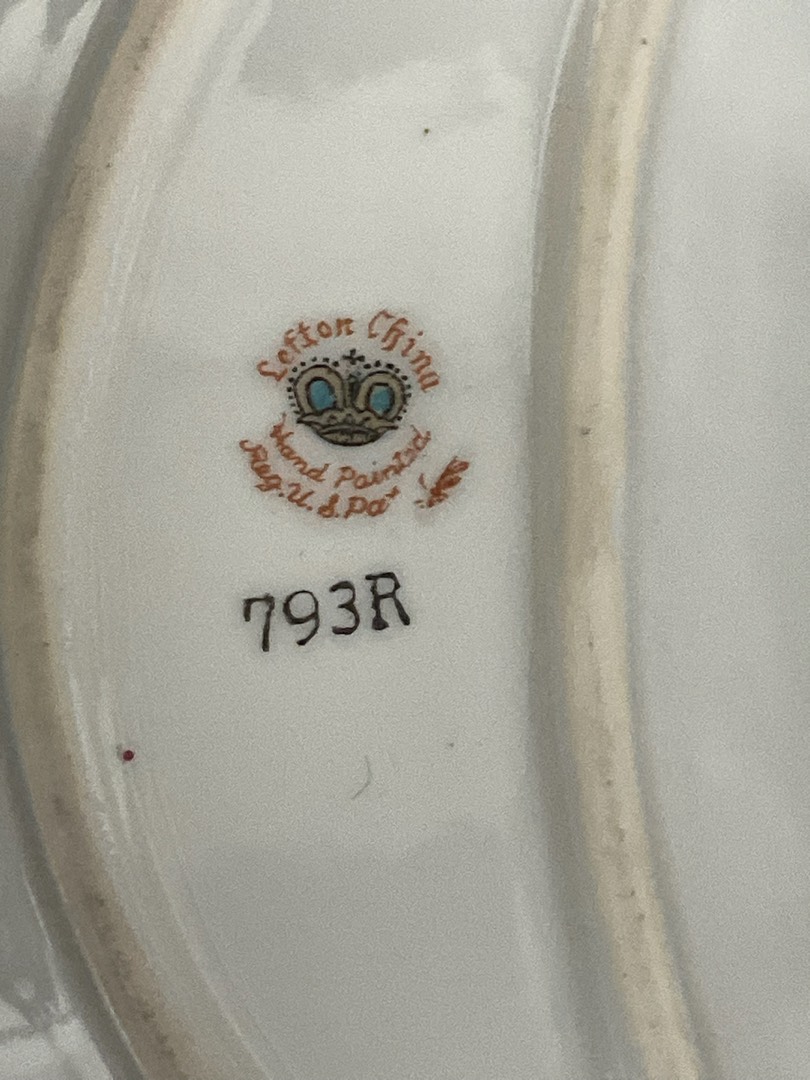 Lefton China
Hand Painted
Reg. U. S. Pat
793R